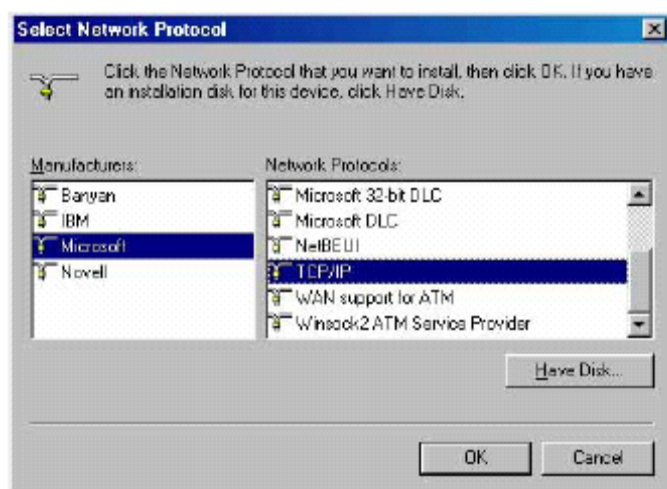 Select Network Protocol
Click the Network Protocol that you want to install, then click OK. If you have
an installation disk for this device, click Have Disk.
Manufacturers:
Banyan
IBM
Microsoft
Novell
Network Protocols:
Microsoft 32-bit DLC
Microsoft DLC
NetBEUI
TCP/IP
WAN support for ATM
Winsock2 ATM Service Provider
Have Disk...
OK
Cancel